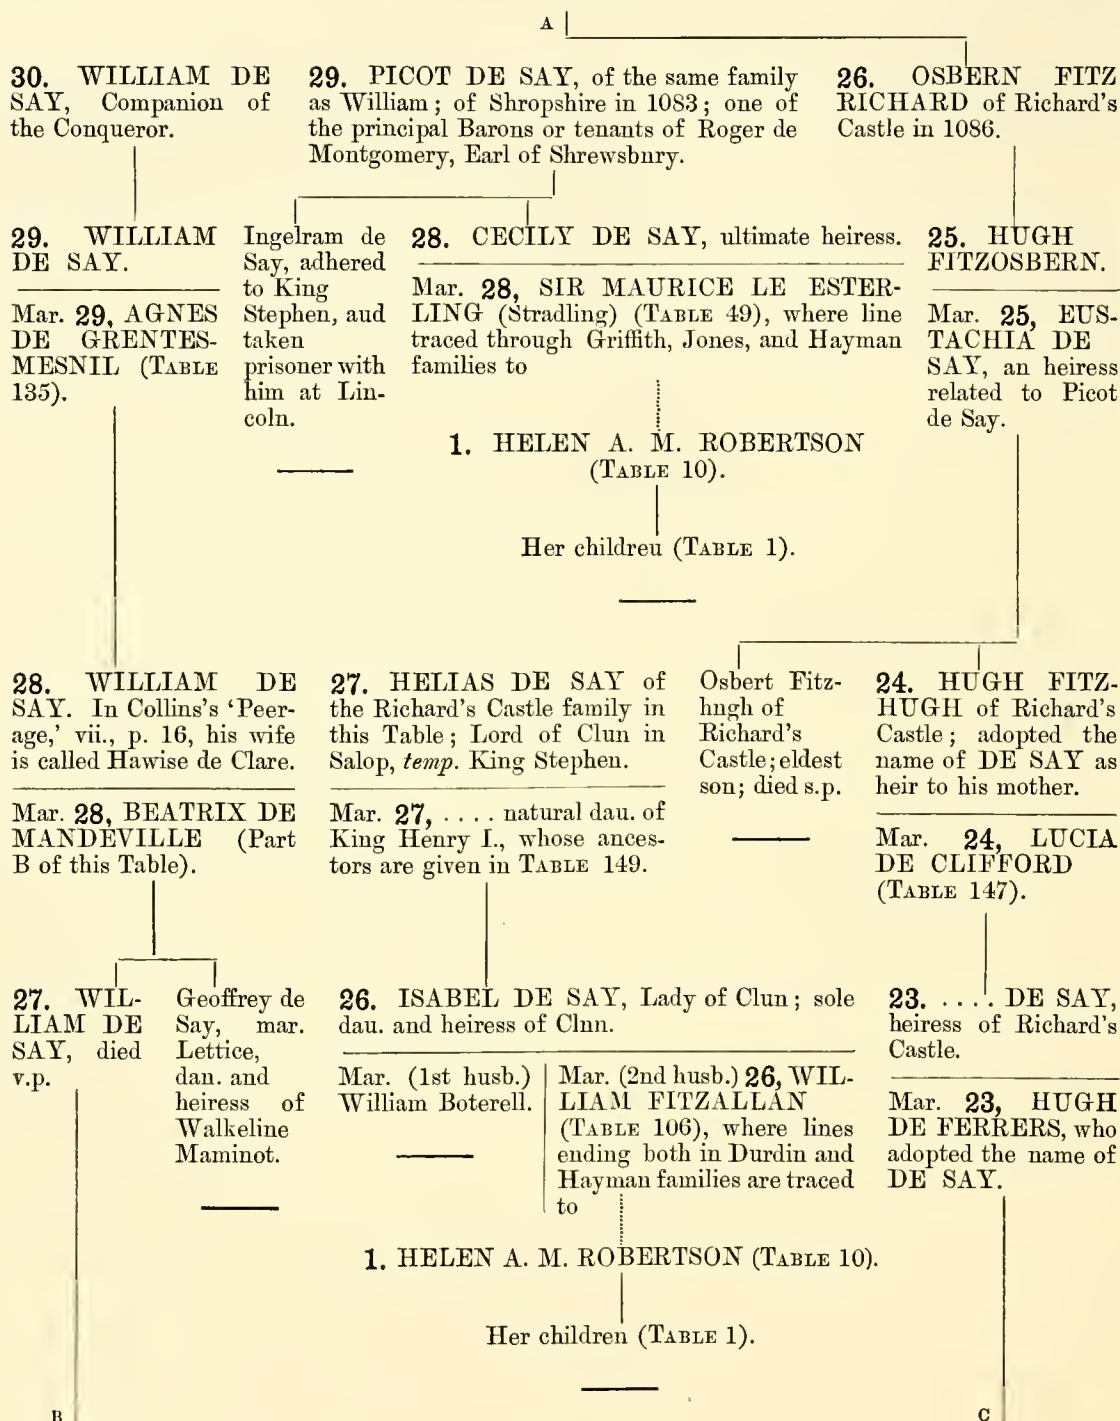 A
30. WILLIAM DE
SAY, Companion of
the Conqueror.
29. PICOT DE SAY, of the same family
as William; of Shropshire in 1083; one of
the principal Barons or tenants of Roger de
Montgomery, Earl of Shrewsbury.
26. OSBERN FITZ
RICHARD of Richard's
Castle in 1086.
29. WILLIAM
DE SAY.
Mar. 29, AGNES
DE GRENTES-
MESNIL (TABLE
135).
Ingelram de
Say, adhered
to King
Stephen, aud
taken
prisoner with
him at Lin-
coln.
28. CECILY DE SAY, ultimate heiress.
Mar. 28, SIR MAURICE LE ESTER-
LING (Stradling) (TABLE 49), where line
traced through Griffith, Jones, and Hayman
families to
1. HELEN A. M. ROBERTSON
(TABLE 10).
Her childreu (TABLE 1).
25. HUGH
FITZOSBERN.
Mar. 25, EUS-
TACHIA DE
SAY, an heiress
related to Picot
de Say.
28. WILLIAM DE
SAY. In Collins's 'Peer-
age,' vii., p. 16, his wife
is called Hawise de Clare.
Mar. 28, BEATRIX DE
MANDEVILLE (Part
B of this Table).
27. HELIAS DE SAY of
the Richard's Castle family in
this Table; Lord of Clun in
Salop, temp. King Stephen.
Mar. 27, .... natural dau. of
King Henry I., whose ances-
tors are given in TABLE 149.
Osbert Fitz-
hugh of
Richard's
Castle; eldest
son; died s.p.
24. HUGH FITZ-
HUGH of Richard's
Castle; adopted the
name of DE SAY as
heir to his mother.
Mar. 24, LUCIA
DE CLIFFORD
(TABLE 147).
27. WIL-
LIAM DE
SAY, died
v.p.
Geoffrey de
Say, mar.
Lettice,
dau. and
heiress of
Walkeline
Maminot.
26. ISABEL DE SAY, Lady of Clun; sole
dau. and heiress of Clun.
Mar. (1st husb.)
William Boterell.
Mar. (2nd husb.) 26, WIL-
LIAM FITZALLAN
(TABLE 106), where lines
ending both in Durdin and
Hayman families are traced
to
1. HELEN A. M. ROBERTSON (TABLE 10).
Her children (TABLE 1).
23. .... DE SAY,
heiress of Richard's
Castle.
Mar. 23, HUGH
DE FERRERS, who
adopted the name of
DE SAY.
B
C